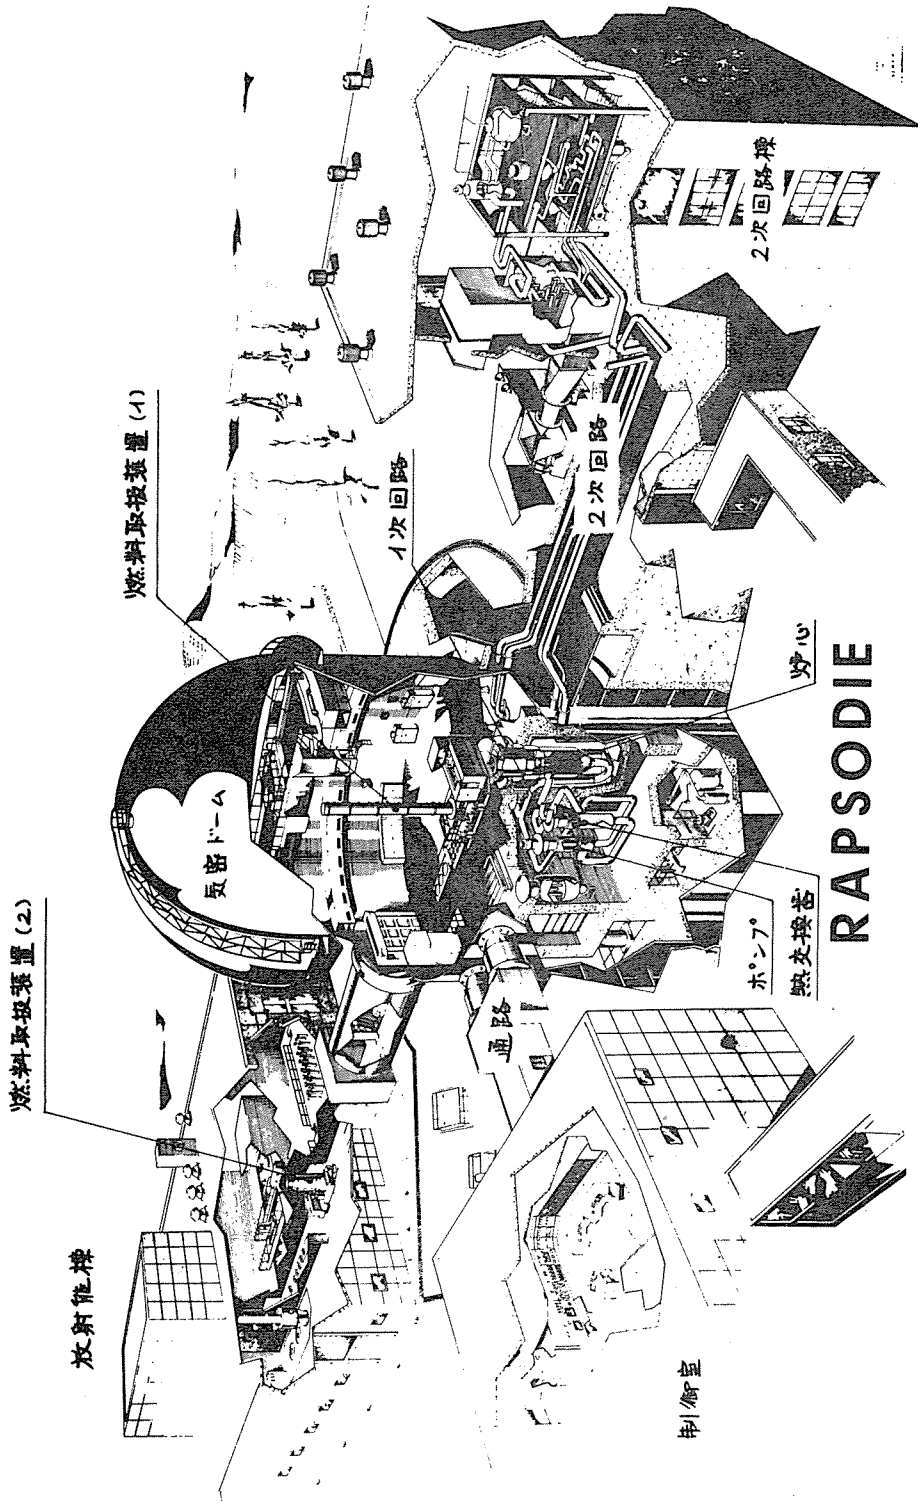 放射能棟
燃料取扱装置(2)
燃料取扱装置(1)
気密ドーム
1次回路
2次回路
2次回路棟
通路
制御室
ポンプ
熱交換器
炉心
RAPSODIE